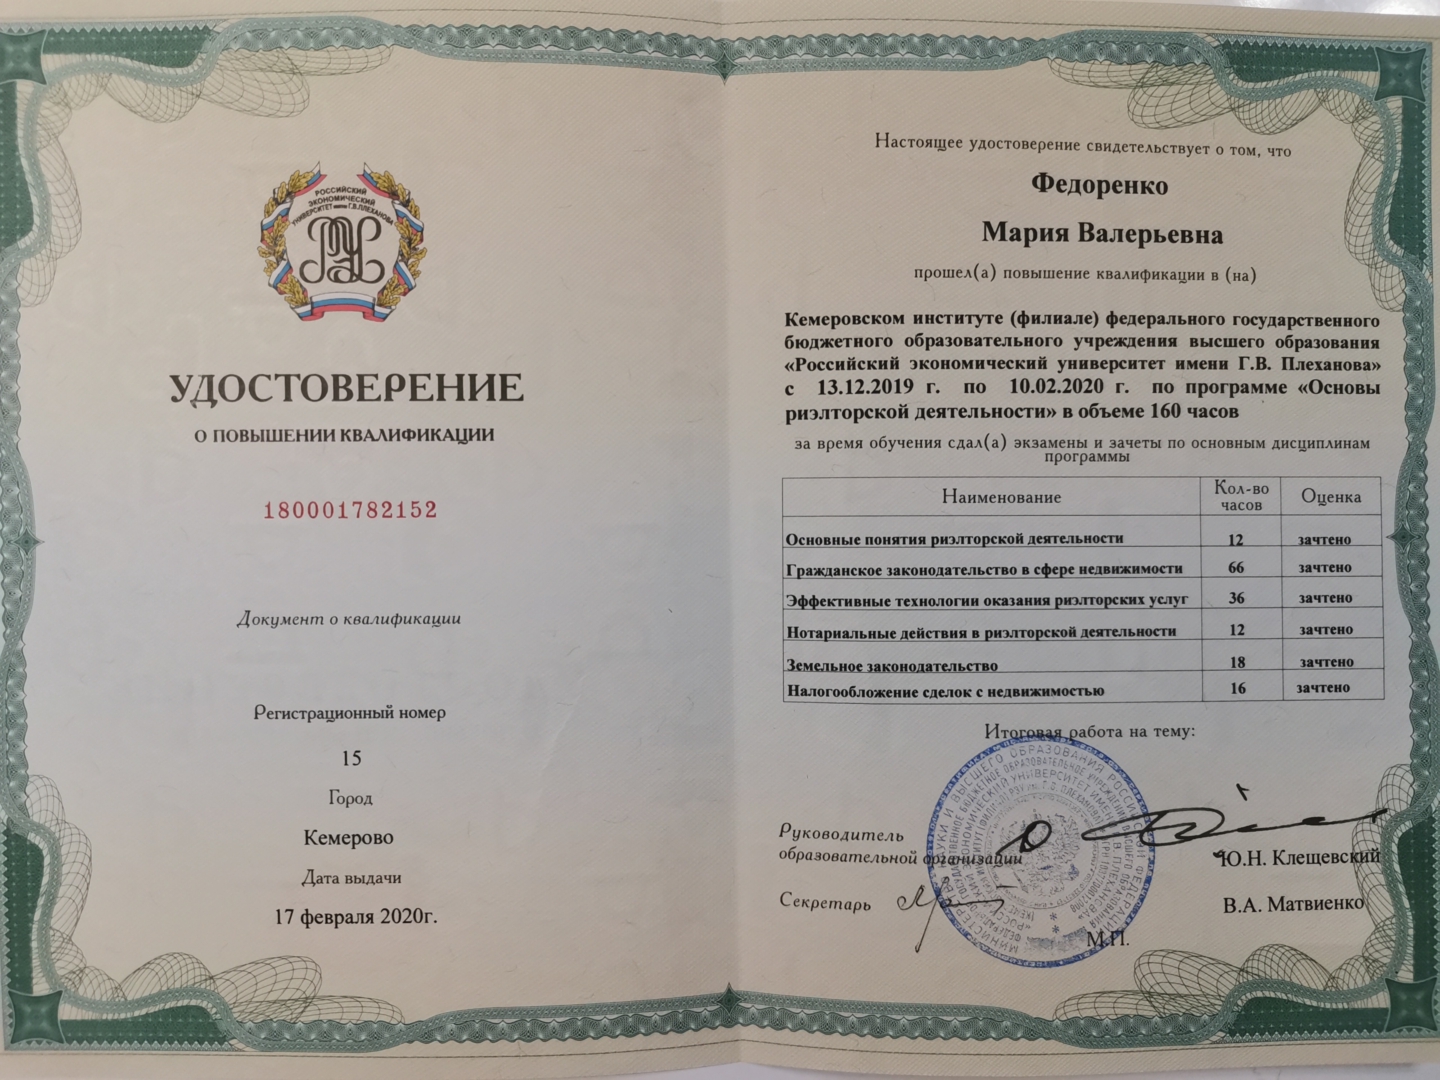 РОССИЙСКИЙ
ЭКОНОМИЧЕСКИЙ
УНИВЕРСИТЕТ имени Г.В.ПЛЕХАНОВА
УДОСТОВЕРЕНИЕ
О ПОВЫШЕНИИ КВАЛИФИКАЦИИ
180001782152
Документ о квалификации
Регистрационный номер
15
Город
Кемерово
Дата выдачи
17 февраля 2020г.
Настоящее удостоверение свидетельствует о том, что
Федоренко
Мария Валерьевна
прошел(а) повышение квалификации в (на)
Кемеровском институте (филиале) федерального государственного
бюджетного образовательного учреждения высшего образования
«Российский экономический университет имени Г.В. Плеханова»
с 13.12.2019 г. по 10.02.2020 г. по программе «Основы
риэлторской деятельности» в объеме 160 часов
за время обучения сдал(а) экзамены и зачеты по основным дисциплинам
программы
Наименование Кол-во часов Оценка
Основные понятия риэлторской деятельности 12 зачтено
Гражданское законодательство в сфере недвижимости 66 зачтено
Эффективные технологии оказания риэлторских услуг 36 зачтено
Нотариальные действия в риэлторской деятельности 12 зачтено
Земельное законодательство 18 зачтено
Налогообложение сделок с недвижимостью 16 зачтено
Итоговая работа на тему:
Руководитель
образовательной организации
Ю.Н. Клещевский
Секретарь
В.А. Матвиенко
М.П.